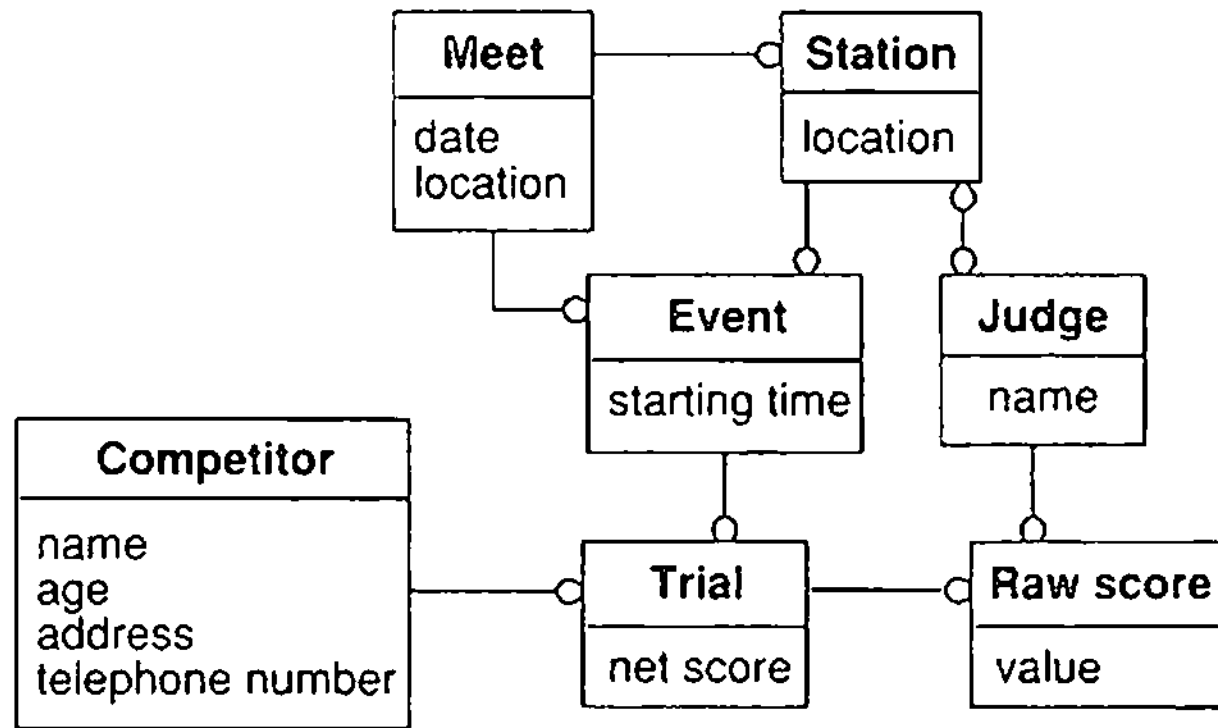 Meet
date
location
Station
location
Event
starting time
Judge
name
Competitor
name
age
address
telephone number
Trial
net score
Raw score
value